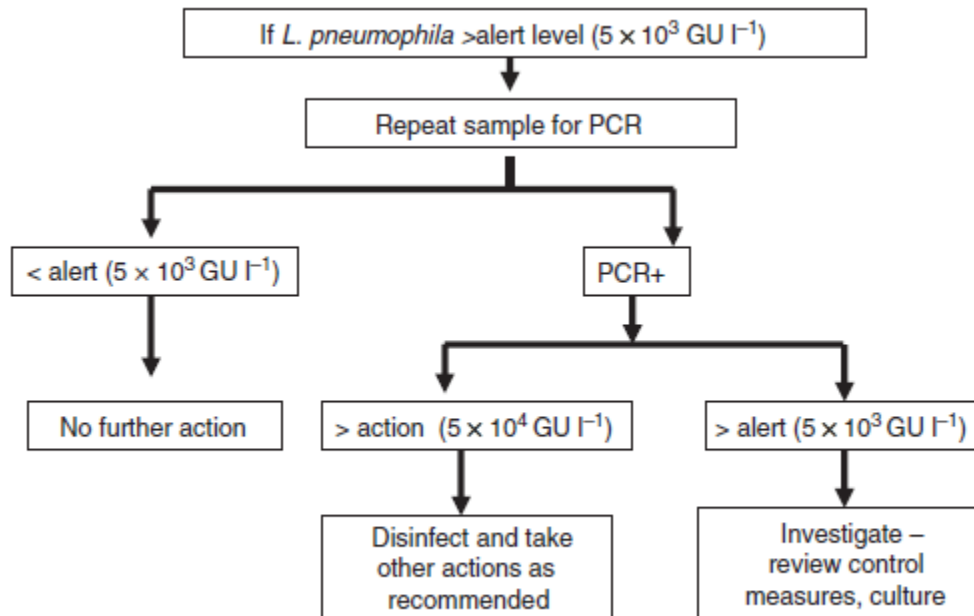 If L. pneumophila >alert level (5 × 10³ GU l⁻¹)
Repeat sample for PCR
< alert (5 × 10³ GU l⁻¹)
PCR+
No further action
> action (5 × 10⁴ GU l⁻¹)
> alert (5 × 10³ GU l⁻¹)
Disinfect and take
other actions as
recommended
Investigate –
review control
measures, culture